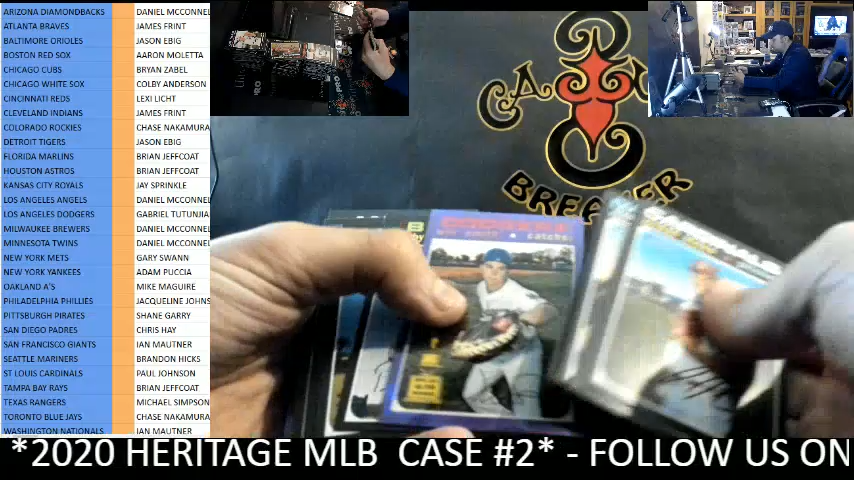 ARIZONA DIAMONDBACKS DANIEL MCCONNEL
ATLANTA BRAVES JAMES FRINT
BALTIMORE ORIOLES JASON EBIG
BOSTON RED SOX AARON MOLETTA
CHICAGO CUBS BRYAN ZABEL
CHICAGO WHITE SOX COLBY ANDERSON
CINCINNATI REDS LEXI LICHT
CLEVELAND INDIANS JAMES FRINT
COLORADO ROCKIES CHASE NAKAMURA
DETROIT TIGERS JASON EBIG
FLORIDA MARLINS BRIAN JEFFCOAT
HOUSTON ASTROS BRIAN JEFFCOAT
KANSAS CITY ROYALS JAY SPRINKLE
LOS ANGELES ANGELS DANIEL MCCONNEL
LOS ANGELES DODGERS GABRIEL TUTUNJIA
MILWAUKEE BREWERS DANIEL MCCONNEL
MINNESOTA TWINS DANIEL MCCONNEL
NEW YORK METS GARY SWANN
NEW YORK YANKEES ADAM PUCCIA
OAKLAND A'S MIKE MAGUIRE
PHILADELPHIA PHILLIES JACQUELINE JOHNS
PITTSBURGH PIRATES SHANE GARRY
SAN DIEGO PADRES CHRIS HAY
SAN FRANCISCO GIANTS IAN MAUTNER
SEATTLE MARINERS BRANDON HICKS
ST LOUIS CARDINALS PAUL JOHNSON
TAMPA BAY RAYS BRIAN JEFFCOAT
TEXAS RANGERS MICHAEL SIMPSON
TORONTO BLUE JAYS CHASE NAKAMURA
WASHINGTON NATIONALS IAN MAUTNER
will smith • catcher
*2020 HERITAGE MLB CASE #2* - FOLLOW US ON